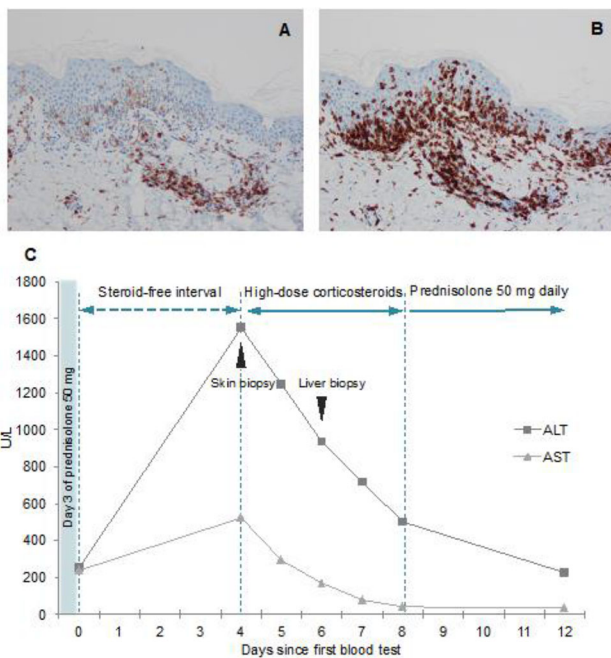 A
B
C
1800
1600
1400
1200
1000
800
600
400
200
0
U/L
Day 3 of prednisolone 50 mg
Steroid-free interval
High-dose corticosteroids
Prednisolone 50 mg daily
Skin biopsy
Liver biopsy
ALT
AST
0 1 2 3 4 5 6 7 8 9 10 11 12
Days since first blood test